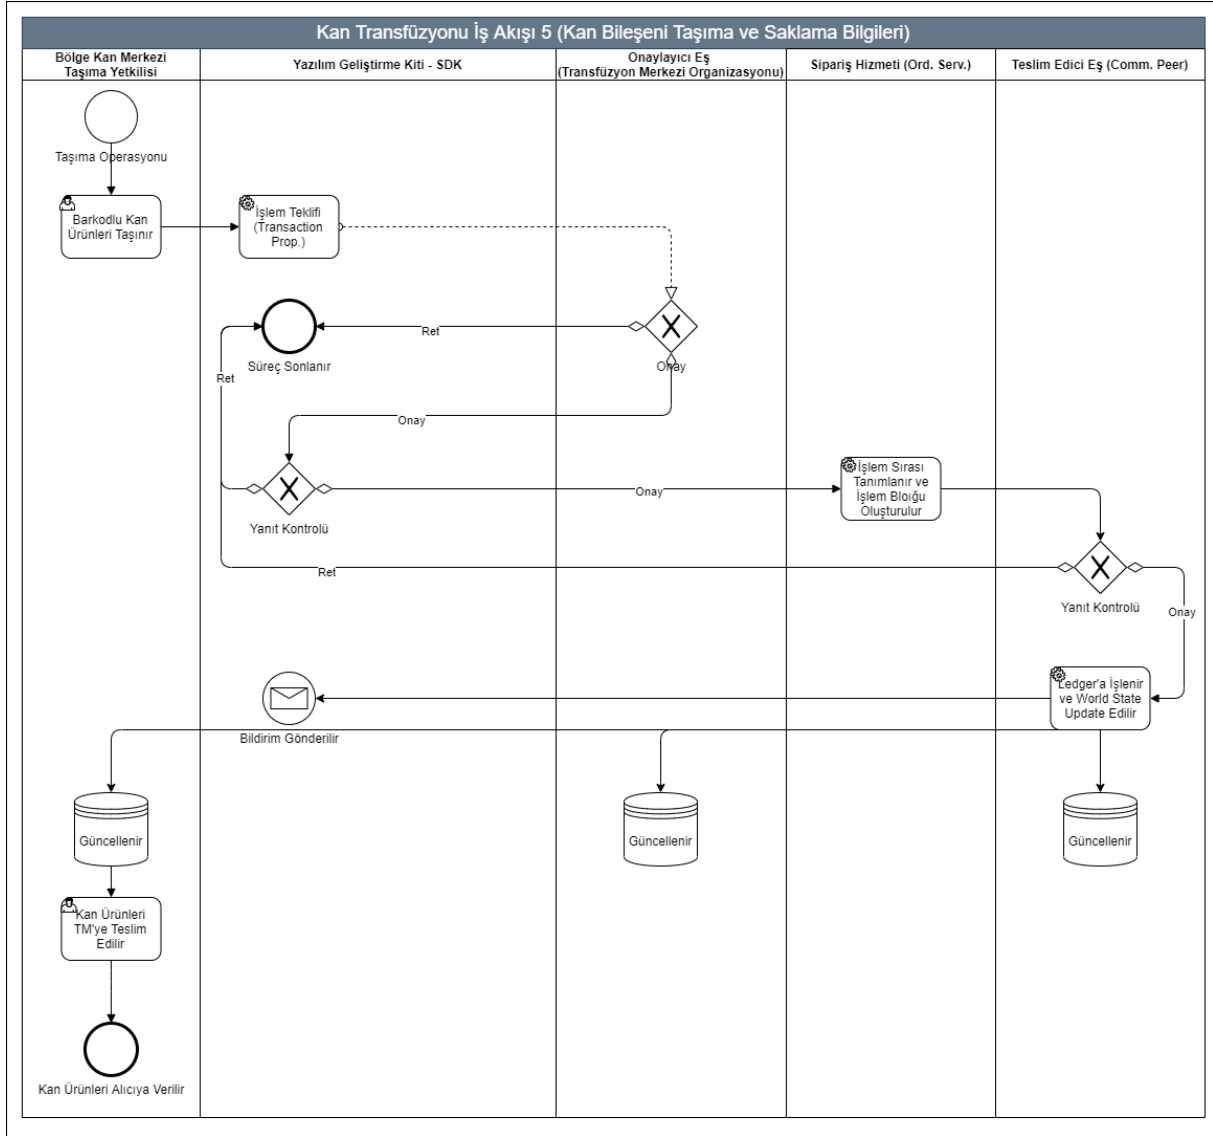 Kan Transfüzyonu İş Akışı 5 (Kan Bileşeni Taşıma ve Saklama Bilgileri)
Bölge Kan Merkezi
Taşıma Yetkilisi
Yazılım Geliştirme Kiti - SDK
Onaylayıcı Eş
(Transfüzyon Merkezi Organizasyonu)
Sipariş Hizmeti (Ord. Serv.)
Teslim Edici Eş (Comm. Peer)
Taşıma Operasyonu
Barkodlu Kan
Ürünleri Taşınır
İşlem Teklifi
(Transaction
Prop.)
Ret
Süreç Sonlanır
Onay
Ret
Onay
Yanıt Kontrolü
Onay
İşlem Sırası
Tanımlanır ve
İşlem Bloığu
Oluşturulur
Ret
Yanıt Kontrolü
Onay
Ledger'a İşlenir
ve World State
Update Edilir
Bildirim Gönderilir
Güncellenir
Güncellenir
Güncellenir
Kan Ürünleri
TM'ye Teslim
Edilir
Kan Ürünleri Alıcıya Verilir